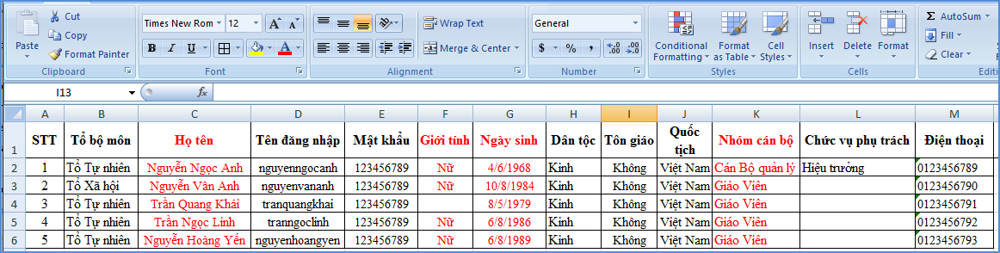 Cut
Copy
Format Painter
Paste
Clipboard
Times New Rom 12
B I U
Font
Wrap Text
Merge & Center
Alignment
General
$ % ,
Number
Conditional Formatting
Format as Table
Cell Styles
Styles
Insert
Delete
Format
Cells
Σ AutoSum
Fill
Clear
Editi
I13
fx
A B C D E F G H I J K L M
1 STT Tổ bộ môn Họ tên Tên đăng nhập Mật khẩu Giới tính Ngày sinh Dân tộc Tôn giáo Quốc tịch Nhóm cán bộ Chức vụ phụ trách Điện thoại
2 1 Tổ Tự nhiên Nguyễn Ngọc Anh nguyenngocanh 123456789 Nữ 4/6/1968 Kinh Không Việt Nam Cán Bộ quản lý Hiệu trưởng 0123456789
3 2 Tổ Xã hội Nguyễn Vân Anh nguyenvananh 123456789 Nữ 10/8/1984 Kinh Không Việt Nam Giáo Viên 0123456790
4 3 Tổ Tự nhiên Trần Quang Khải tranquangkhai 123456789 8/5/1979 Kinh Không Việt Nam Giáo Viên 0123456791
5 4 Tổ Tự nhiên Trần Ngọc Linh tranngoclinh 123456789 Nữ 6/8/1986 Kinh Không Việt Nam Giáo Viên 0123456792
6 5 Tổ Tự nhiên Nguyễn Hoàng Yến nguyenhoangyen 123456789 Nữ 6/8/1989 Kinh Không Việt Nam Giáo Viên 0123456793